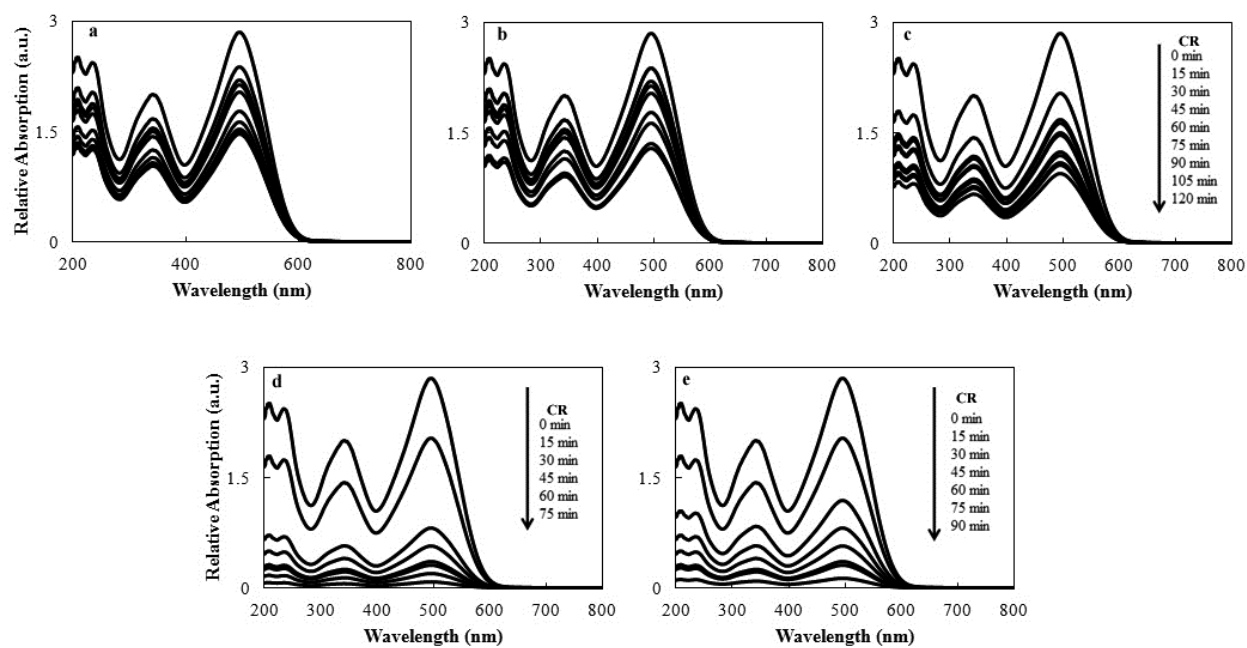 a
3
1.5
0
200
400
600
800
Relative Absorption (a.u.)
Wavelength (nm)
b
3
1.5
0
200
300
400
500
600
700
800
Wavelength (nm)
c
3
1.5
0
200
300
400
500
600
700
800
Wavelength (nm)
CR
0 min
15 min
30 min
45 min
60 min
75 min
90 min
105 min
120 min
d
3
1.5
0
200
300
400
500
600
700
800
Relative Absorption (a.u.)
Wavelength (nm)
CR
0 min
15 min
30 min
45 min
60 min
75 min
e
3
1.5
0
200
300
400
500
600
700
800
Relative Absorption (a.u.)
Wavelength (nm)
CR
0 min
15 min
30 min
45 min
60 min
75 min
90 min